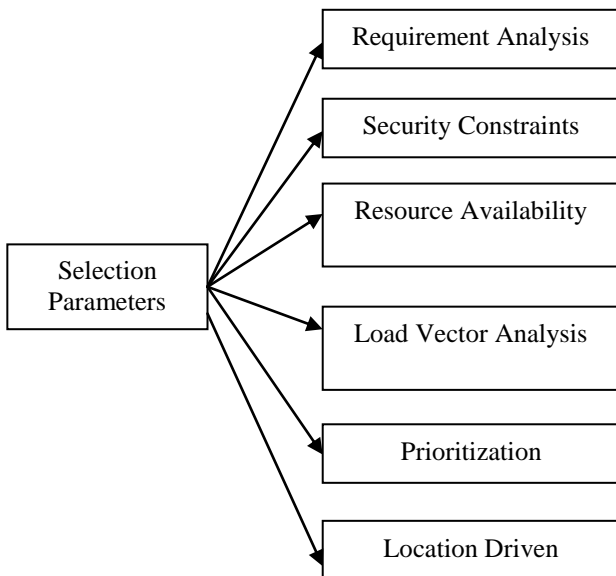 Requirement Analysis
Security Constraints
Resource Availability
Selection
Parameters
Load Vector Analysis
Prioritization
Location Driven